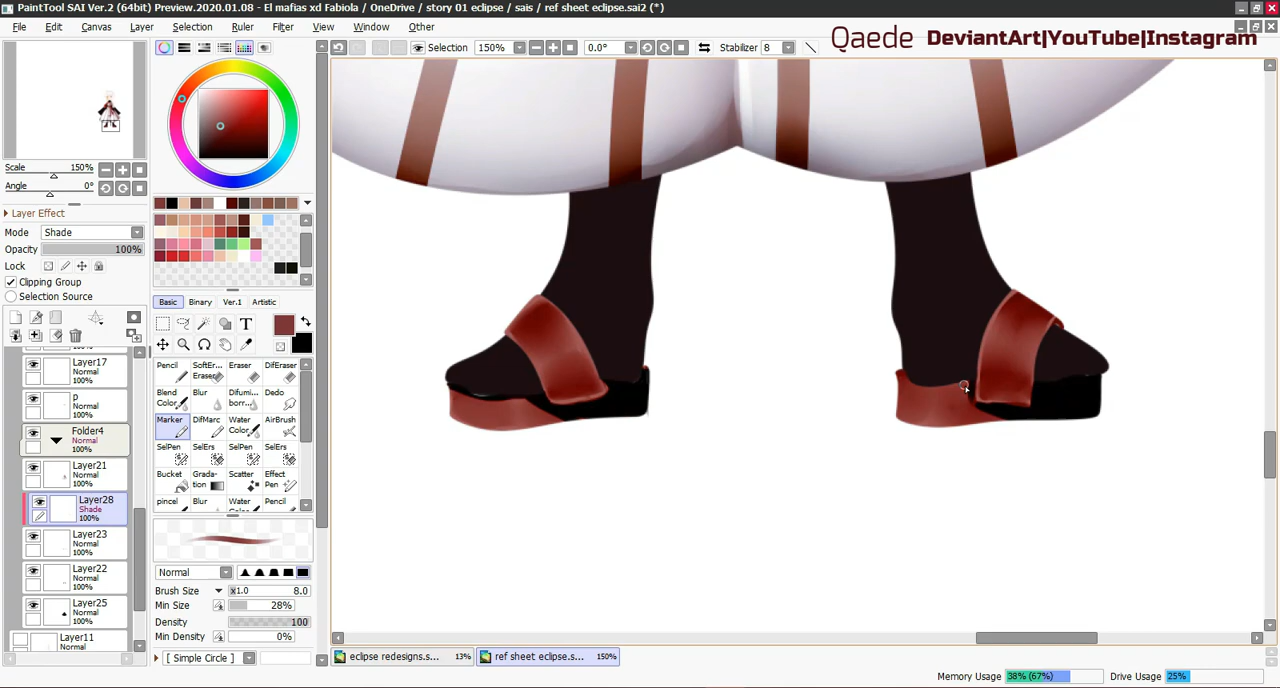 PaintTool SAI Ver.2 (64bit) Preview.2020.01.08 - El mafias xd Fabiola / OneDrive / story 01 eclipse / sais / ref sheet eclipse.sai2 (*)
File Edit Canvas Layer Selection Ruler Filter View Window Other
Selection 150% 0.0° Stabilizer 8
Qaede DeviantArt|YouTube|Instagram
Scale 150%
Angle 0°
Layer Effect
Mode Shade
Opacity 100%
Lock
Clipping Group
Selection Source
Layer17
Normal
100%
p
Normal
100%
Folder4
Normal
100%
Layer21
Normal
100%
Layer28
Shade
100%
Layer23
Normal
100%
Layer22
Normal
100%
Layer25
Normal
100%
Layer11
Normal
Basic Binary Ver.1 Artistic
T
Pencil SoftEr.. Eraser Eraser DifEraser
Blend Color Blur Difumi.. borr.. Dedo
Marker DifMarc Water Color AirBrush
SelPen SelErs SelPen SelErs
Bucket Grada-tion Scatter Effect Pen
pincel Blur Water Pencil
Normal
Brush Size x1.0 8.0
Min Size 28%
Density 100
Min Density 0%
[ Simple Circle ]
eclipse redesigns.s... 13% ref sheet eclipse.s... 150%
Memory Usage 38% (67%) Drive Usage 25%